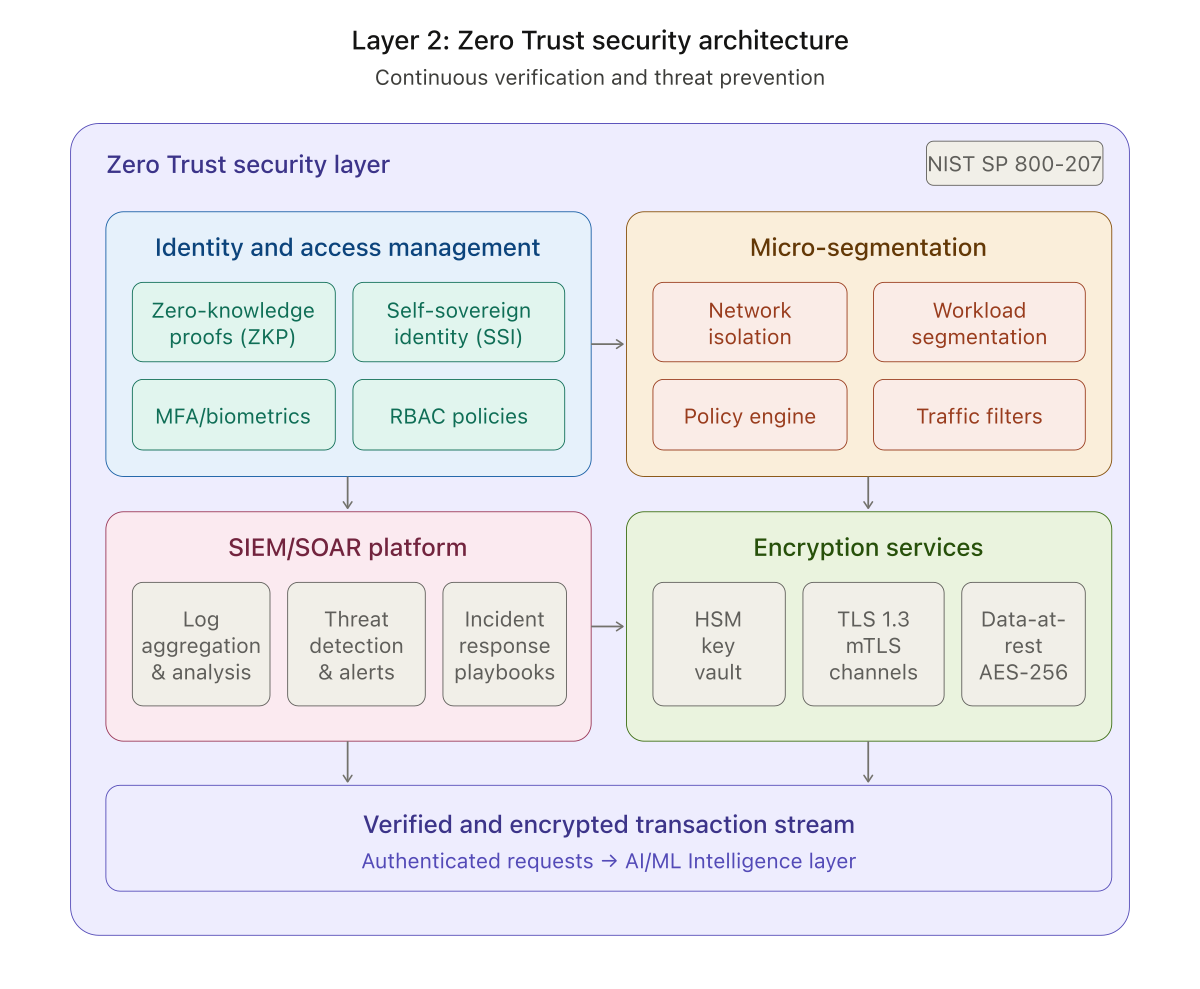 Layer 2: Zero Trust security architecture
Continuous verification and threat prevention
Zero Trust security layer
NIST SP 800-207
Identity and access management
Zero-knowledge
proofs (ZKP)
Self-sovereign
identity (SSI)
MFA/biometrics
RBAC policies
Micro-segmentation
Network
isolation
Workload
segmentation
Policy engine
Traffic filters
SIEM/SOAR platform
Log
aggregation
& analysis
Threat
detection
& alerts
Incident
response
playbooks
Encryption services
HSM
key
vault
TLS 1.3
mTLS
channels
Data-at-
rest
AES-256
Verified and encrypted transaction stream
Authenticated requests → AI/ML Intelligence layer